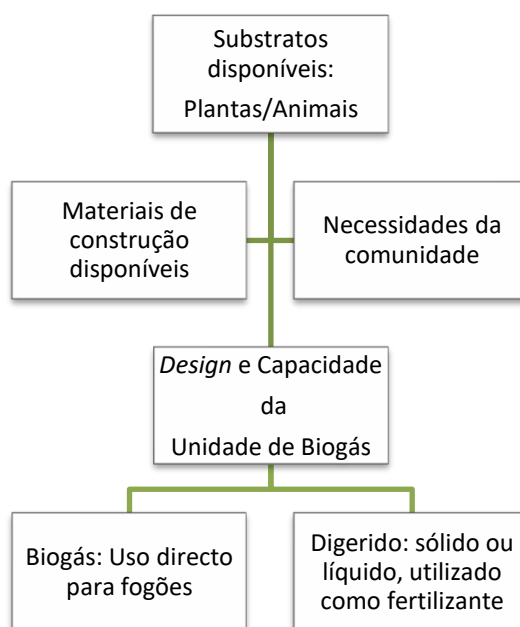 Substratos
disponíveis:
Plantas/Animais
Materiais de
construção
disponíveis
Necessidades da
comunidade
Design e Capacidade
da
Unidade de Biogás
Biogás: Uso directo
para fogões
Digerido: sólido ou
líquido, utilizado
como fertilizante